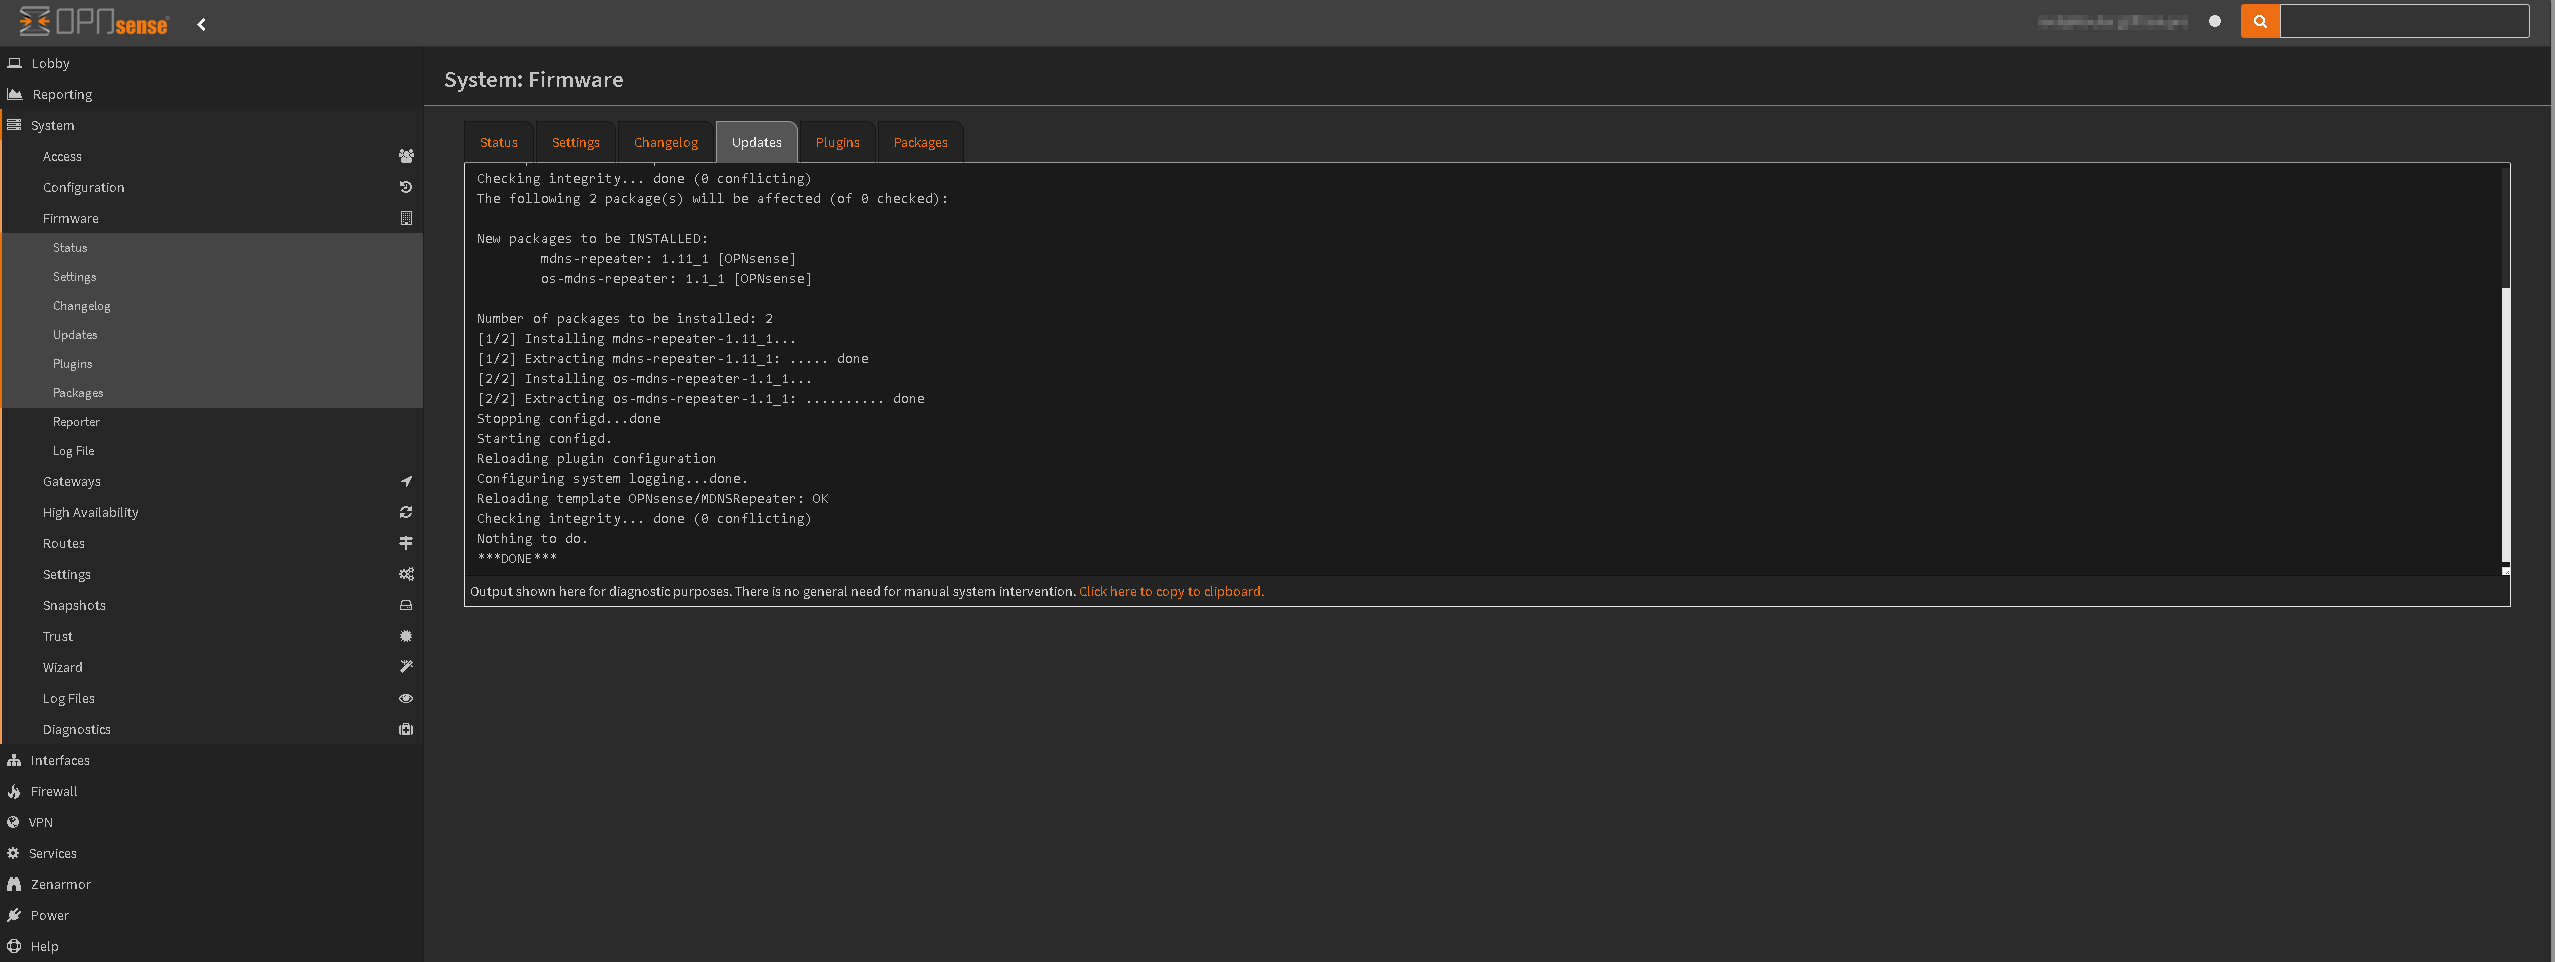 OPNsense
Lobby
Reporting
System
Access
Configuration
Firmware
Status
Settings
Changelog
Updates
Plugins
Packages
Reporter
Log File
Gateways
High Availability
Routes
Settings
Snapshots
Trust
Wizard
Log Files
Diagnostics
Interfaces
Firewall
VPN
Services
Zenarmor
Power
Help
System: Firmware
Status Settings Changelog Updates Plugins Packages
Checking integrity... done (0 conflicting)
The following 2 package(s) will be affected (of 0 checked):
New packages to be INSTALLED:
mdns-repeater: 1.11_1 [OPNsense]
os-mdns-repeater: 1.1_1 [OPNsense]
Number of packages to be installed: 2
[1/2] Installing mdns-repeater-1.11_1...
[1/2] Extracting mdns-repeater-1.11_1: ..... done
[2/2] Installing os-mdns-repeater-1.1_1...
[2/2] Extracting os-mdns-repeater-1.1_1: .......... done
Stopping configd...done
Starting configd.
Reloading plugin configuration
Configuring system logging...done.
Reloading template OPNsense/MDNSRepeater: OK
Checking integrity... done (0 conflicting)
Nothing to do.
***DONE***
Output shown here for diagnostic purposes. There is no general need for manual system intervention. Click here to copy to clipboard.